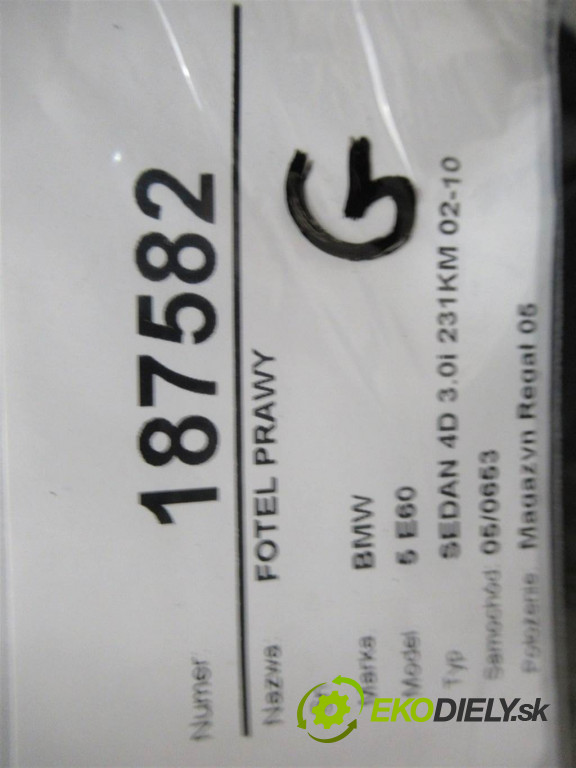 Numer: 187582
Nazwa: FOTEL PRAWY
G
Marka BMW
Model 5 E60
Typ SEDAN 4D 3.0i 231KM 02-10
Samochód: 05/0653
Położenie Magazyn Regał 05
EKODIELY.sk